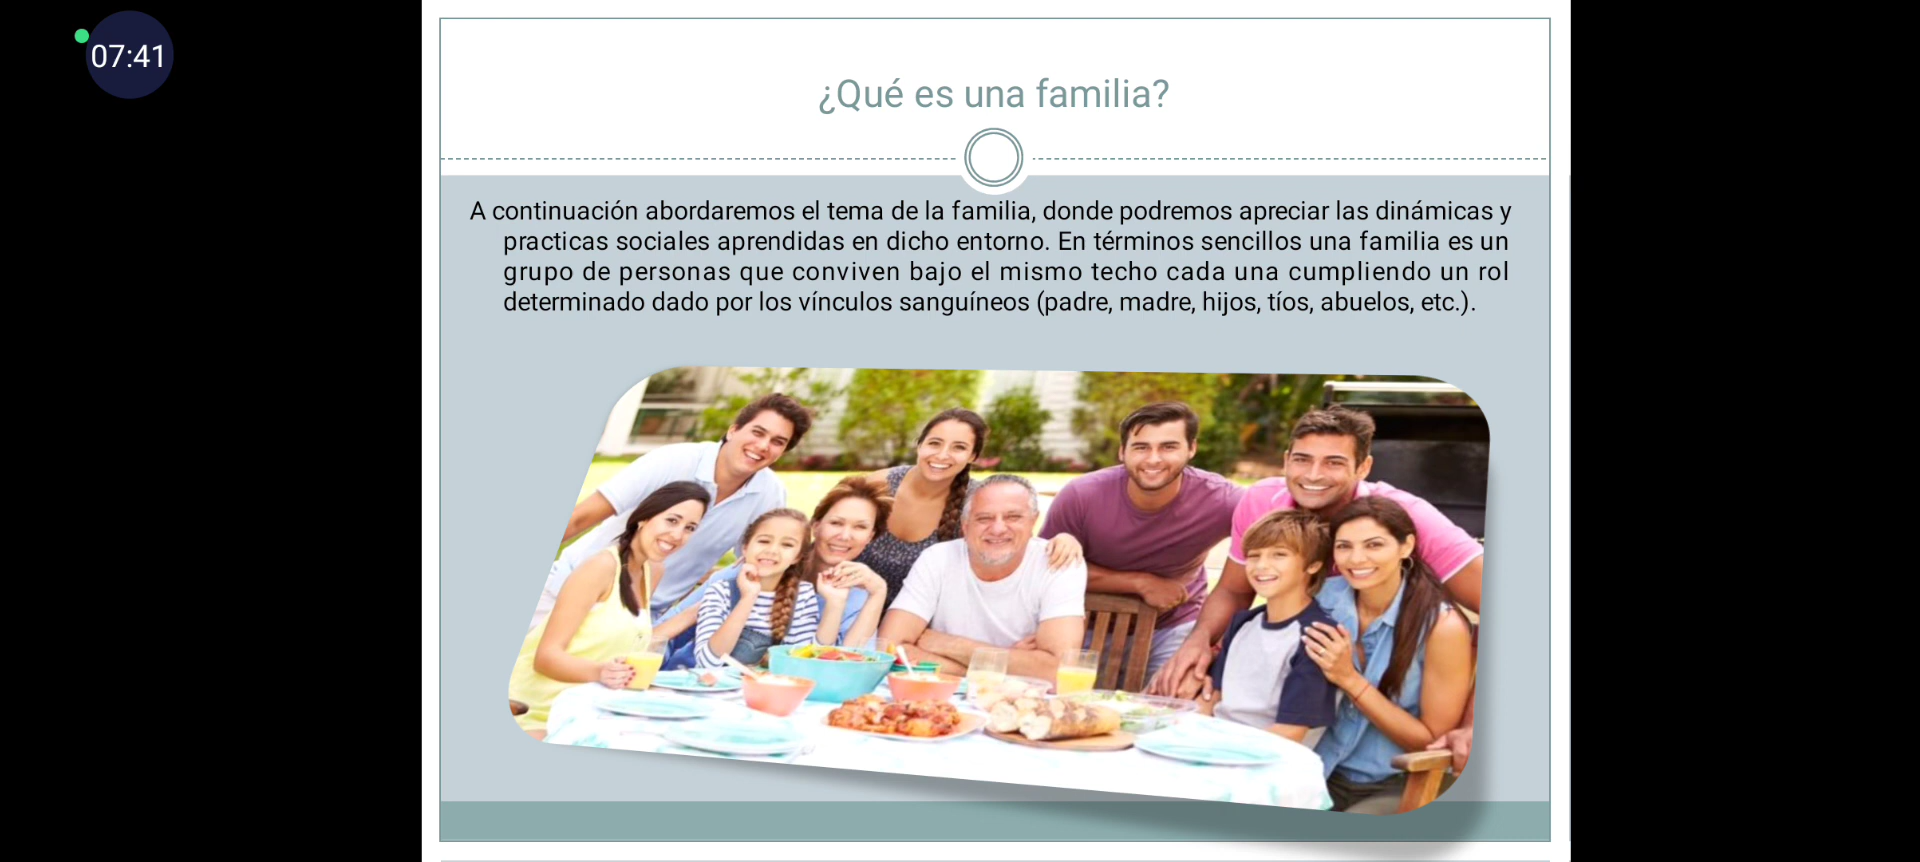 07:41
¿Qué es una familia?
A continuación abordaremos el tema de la familia, donde podremos apreciar las dinámicas y
practicas sociales aprendidas en dicho entorno. En términos sencillos una familia es un
grupo de personas que conviven bajo el mismo techo cada una cumpliendo un rol
determinado dado por los vínculos sanguíneos (padre, madre, hijos, tíos, abuelos, etc.).